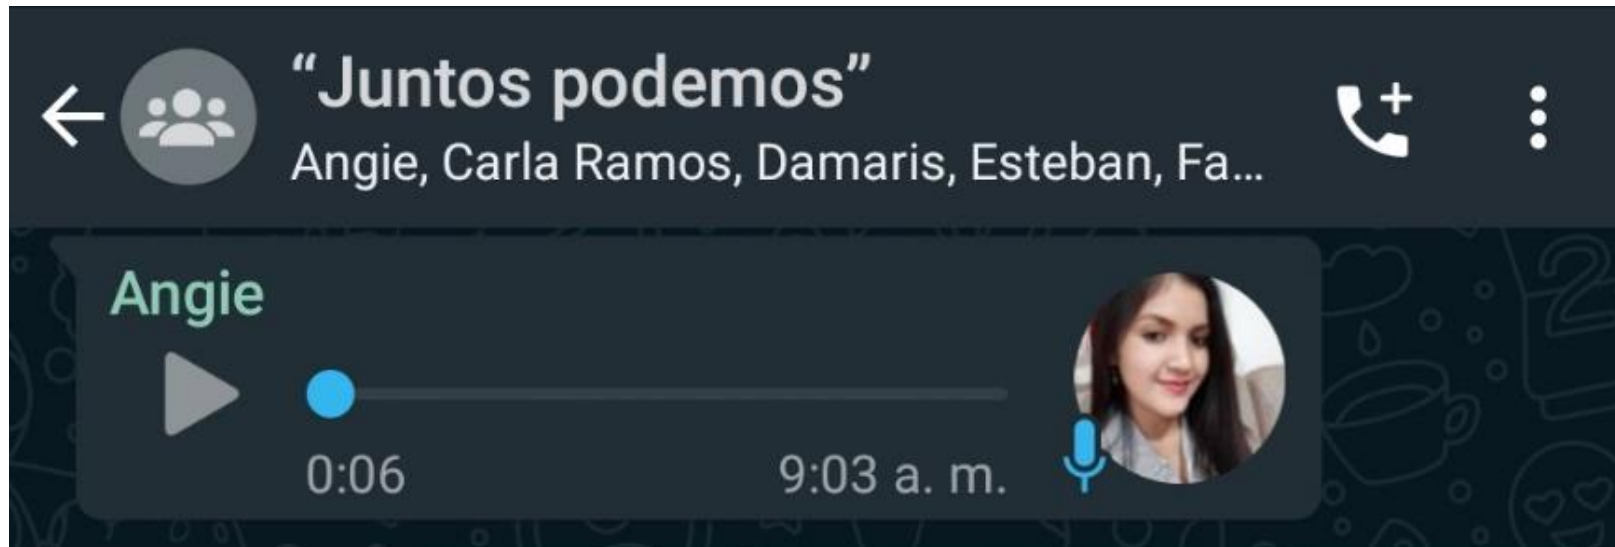 “Juntos podemos”
Angie, Carla Ramos, Damaris, Esteban, Fa...
Angie
0:06 9:03 a. m.